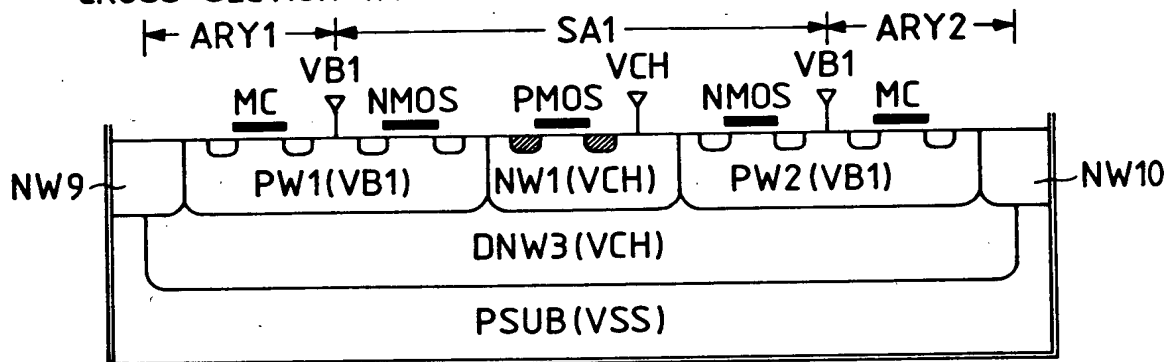 ARY1 SA1 ARY2
VB1 VCH VB1
MC NMOS PMOS NMOS MC
NW9 PW1(VB1) NW1(VCH) PW2(VB1) NW10
DNW3(VCH)
PSUB(VSS)